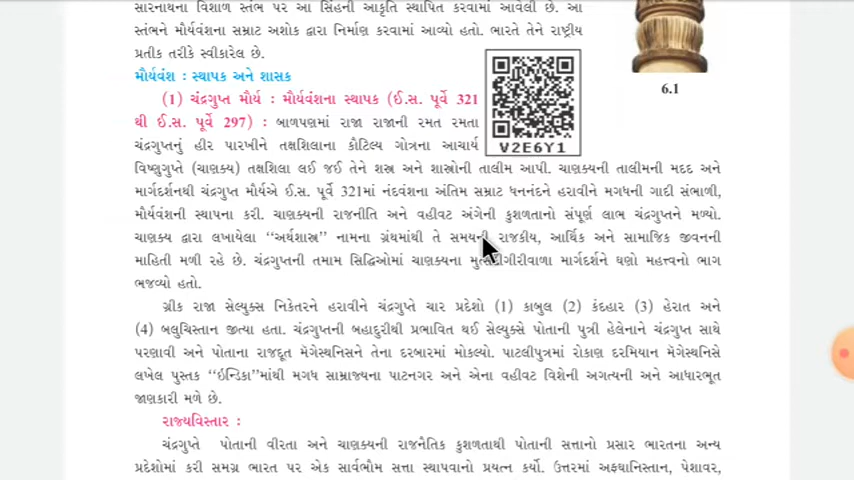 સારનાથના વિશાળ સ્તંભ પર આ સિંહની આકૃતિ સ્થાપિત કરવામાં આવેલી છે. આ
સ્તંભને મૌર્યવંશના સમ્રાટ અશોક દ્વારા નિર્માણ કરવામાં આવ્યો હતો. ભારતે તેને રાષ્ટ્રીય
પ્રતીક તરીકે સ્વીકારેલ છે.
6.1
મૌર્યવંશ : સ્થાપક અને શાસક
(1) ચંદ્રગુપ્ત મૌર્ય : મૌર્યવંશના સ્થાપક (ઈ.સ. પૂર્વે 321
થી ઈ.સ. પૂર્વે 297) : બાળપણમાં રાજા રાજાની રમત રમતા
ચંદ્રગુપ્તનું હીર પારખીને તક્ષશિલાના કૌટિલ્ય ગોત્રના આચાર્ય
V2E6Y1
વિષ્ણુગુપ્તે (ચાણક્ય) તક્ષશિલા લઈ જઈ તેને શસ્ત્ર અને શાસ્ત્રોની તાલીમ આપી. ચાણક્યની તાલીમની મદદ અને
માર્ગદર્શનથી ચંદ્રગુપ્ત મૌર્યએ ઈ.સ. પૂર્વે 321માં નંદવંશના અંતિમ સમ્રાટ ધનનંદને હરાવીને મગધની ગાદી સંભાળી,
મૌર્યવંશની સ્થાપના કરી. ચાણક્યની રાજનીતિ અને વહીવટ અંગેની કુશળતાનો સંપૂર્ણ લાભ ચંદ્રગુપ્તને મળ્યો.
ચાણક્ય દ્વારા લખાયેલા ‘‘અર્થશાસ્ત્ર’’ નામના ગ્રંથમાંથી તે સમયની રાજકીય, આર્થિક અને સામાજિક જીવનની
માહિતી મળી રહે છે. ચંદ્રગુપ્તની તમામ સિદ્ધિઓમાં ચાણક્યના મુત્સદ્દીગીરીવાળા માર્ગદર્શને ઘણો મહત્ત્વનો ભાગ
ભજવ્યો હતો.
ગ્રીક રાજા સેલ્યુક્સ નિકેતરને હરાવીને ચંદ્રગુપ્તે ચાર પ્રદેશો (1) કાબુલ (2) કંદહાર (3) હેરાત અને
(4) બલુચિસ્તાન જીત્યા હતા. ચંદ્રગુપ્તની બહાદુરીથી પ્રભાવિત થઈ સેલ્યુક્સે પોતાની પુત્રી હેલેનાને ચંદ્રગુપ્ત સાથે
પરણાવી અને પોતાના રાજદૂત મૅગેસ્થનિસને તેના દરબારમાં મોકલ્યો. પાટલીપુત્રમાં રોકાણ દરમિયાન મૅગેસ્થનિસે
લખેલ પુસ્તક ‘‘ઇન્ડિકા’’માંથી મગધ સામ્રાજ્યના પાટનગર અને એના વહીવટ વિશેની અગત્યની અને આધારભૂત
જાણકારી મળે છે.
રાજ્યવિસ્તાર :
ચંદ્રગુપ્તે પોતાની વીરતા અને ચાણક્યની રાજનૈતિક કુશળતાથી પોતાની સત્તાનો પ્રસાર ભારતના અન્ય
પ્રદેશોમાં કરી સમગ્ર ભારત પર એક સાર્વભૌમ સત્તા સ્થાપવાનો પ્રયત્ન કર્યો. ઉત્તરમાં અફઘાનિસ્તાન, પેશાવર,